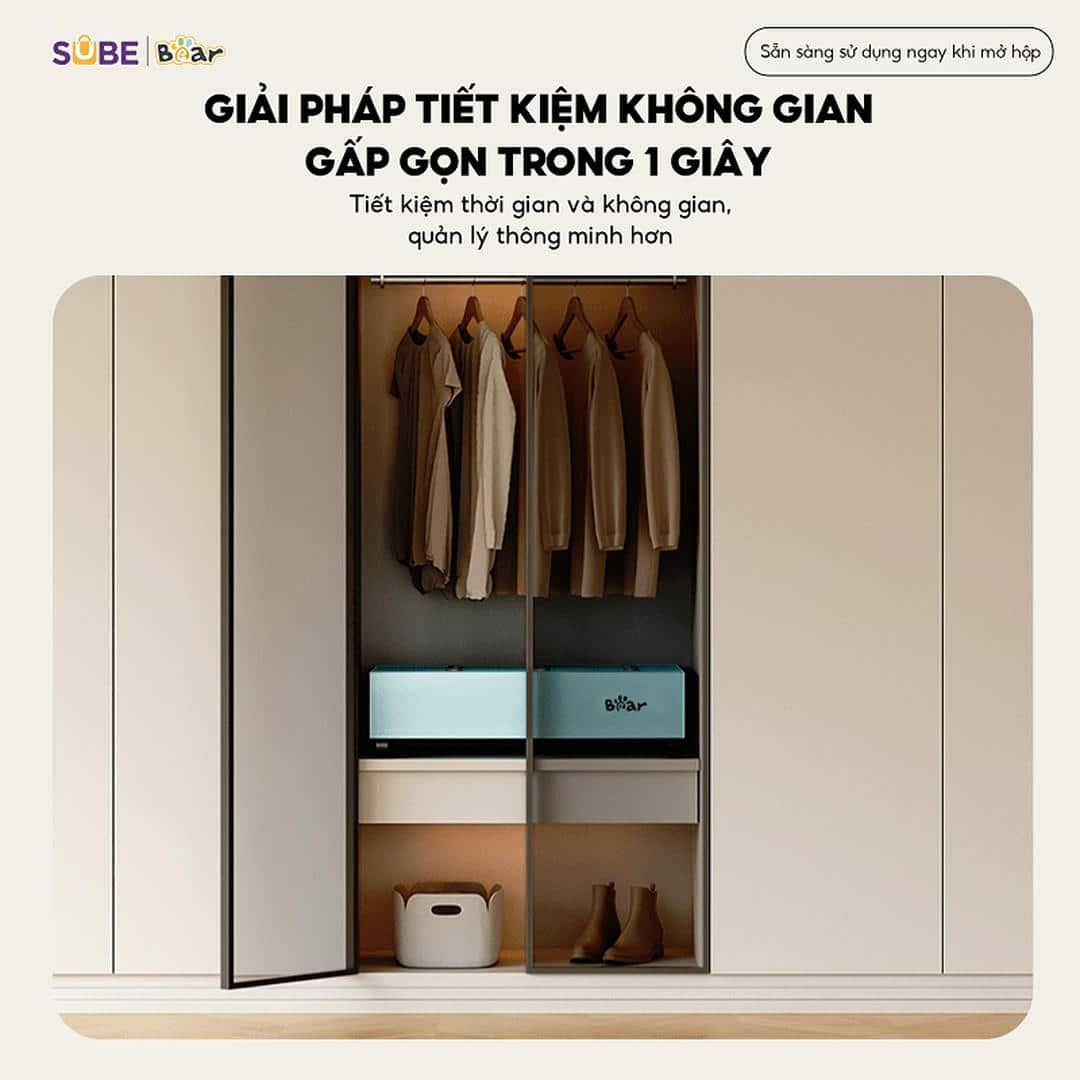 SUBE | Bear
Sẵn sàng sử dụng ngay khi mở hộp
GIẢI PHÁP TIẾT KIỆM KHÔNG GIAN
GẤP GỌN TRONG 1 GIÂY
Tiết kiệm thời gian và không gian,
quản lý thông minh hơn
Bear